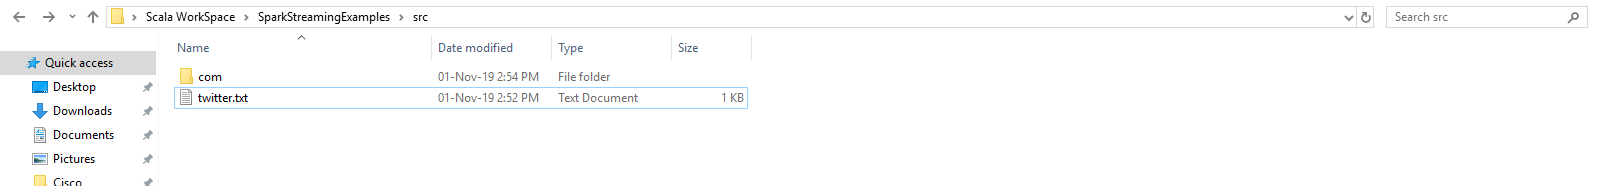 Scala WorkSpace > SparkStreamingExamples > src
Search src
Name Date modified Type Size
Quick access
com 01-Nov-19 2:54 PM File folder
Desktop
twitter.txt 01-Nov-19 2:52 PM Text Document 1 KB
Downloads
Documents
Pictures
Cisco